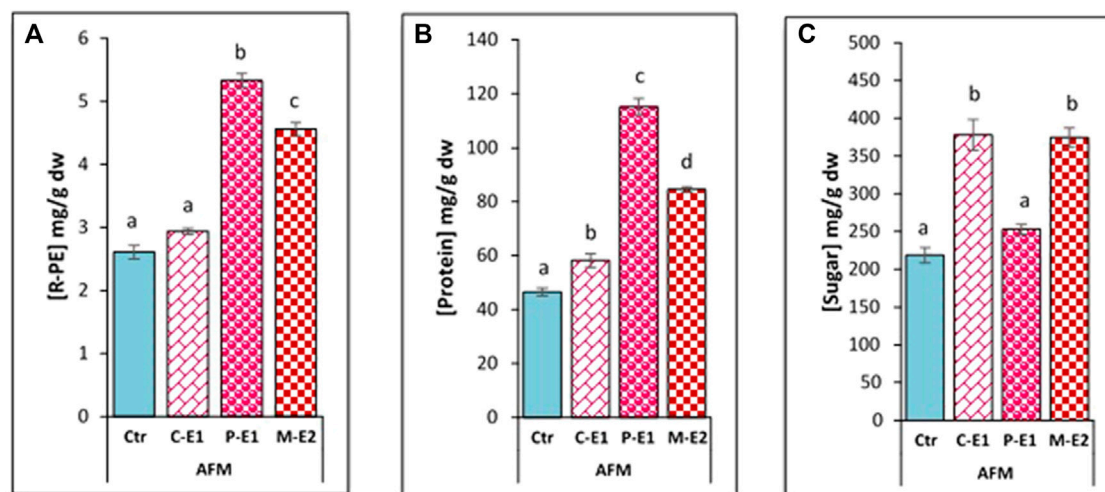 A
[R-PE] mg/g dw
6
5
4
3
2
1
0
a
a
b
c
Ctr C-E1 P-E1 M-E2
AFM
B
[Protein] mg/g dw
140
120
100
80
60
40
20
0
a
b
c
d
Ctr C-E1 P-E1 M-E2
AFM
C
[Sugar] mg/g dw
500
450
400
350
300
250
200
150
100
50
0
a
b
a
b
Ctr C-E1 P-E1 M-E2
AFM